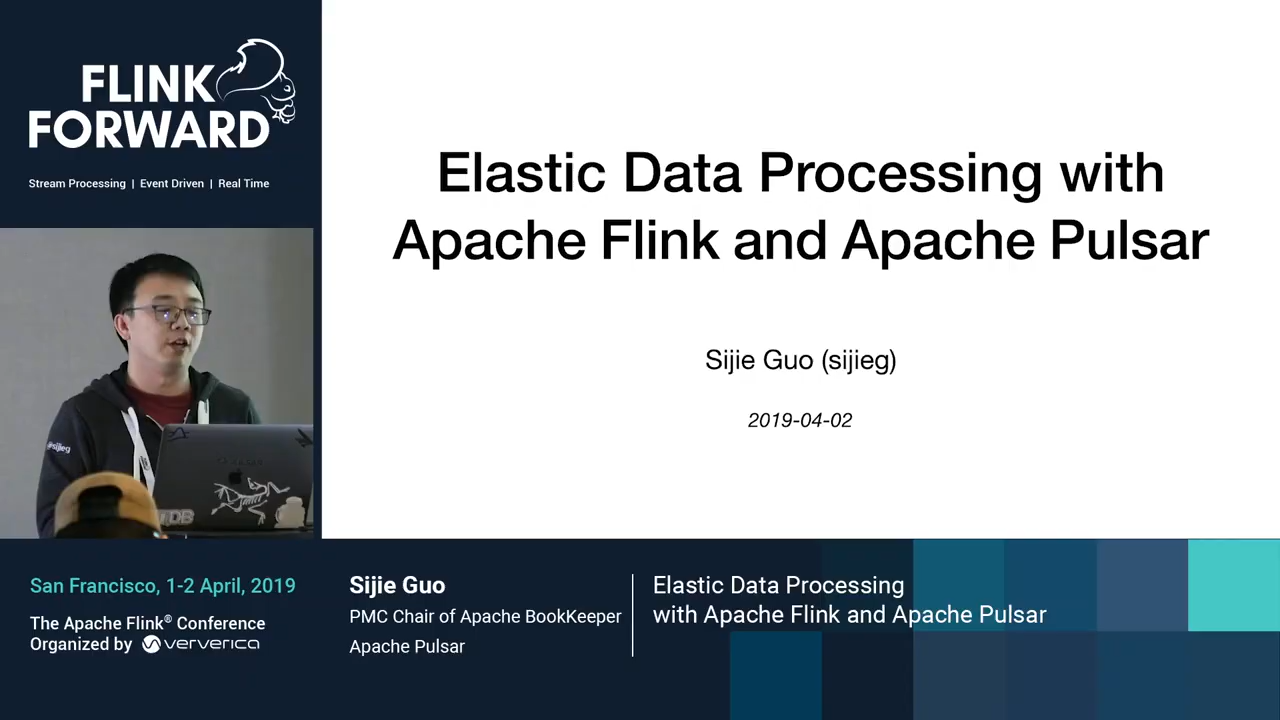 FLINK
FORWARD
Stream Processing | Event Driven | Real Time
Elastic Data Processing with
Apache Flink and Apache Pulsar
Sijie Guo (sijieg)
2019-04-02
@sijieg
San Francisco, 1-2 April, 2019
The Apache Flink® Conference
Organized by ververica
Sijie Guo
PMC Chair of Apache BookKeeper
Apache Pulsar
Elastic Data Processing
with Apache Flink and Apache Pulsar